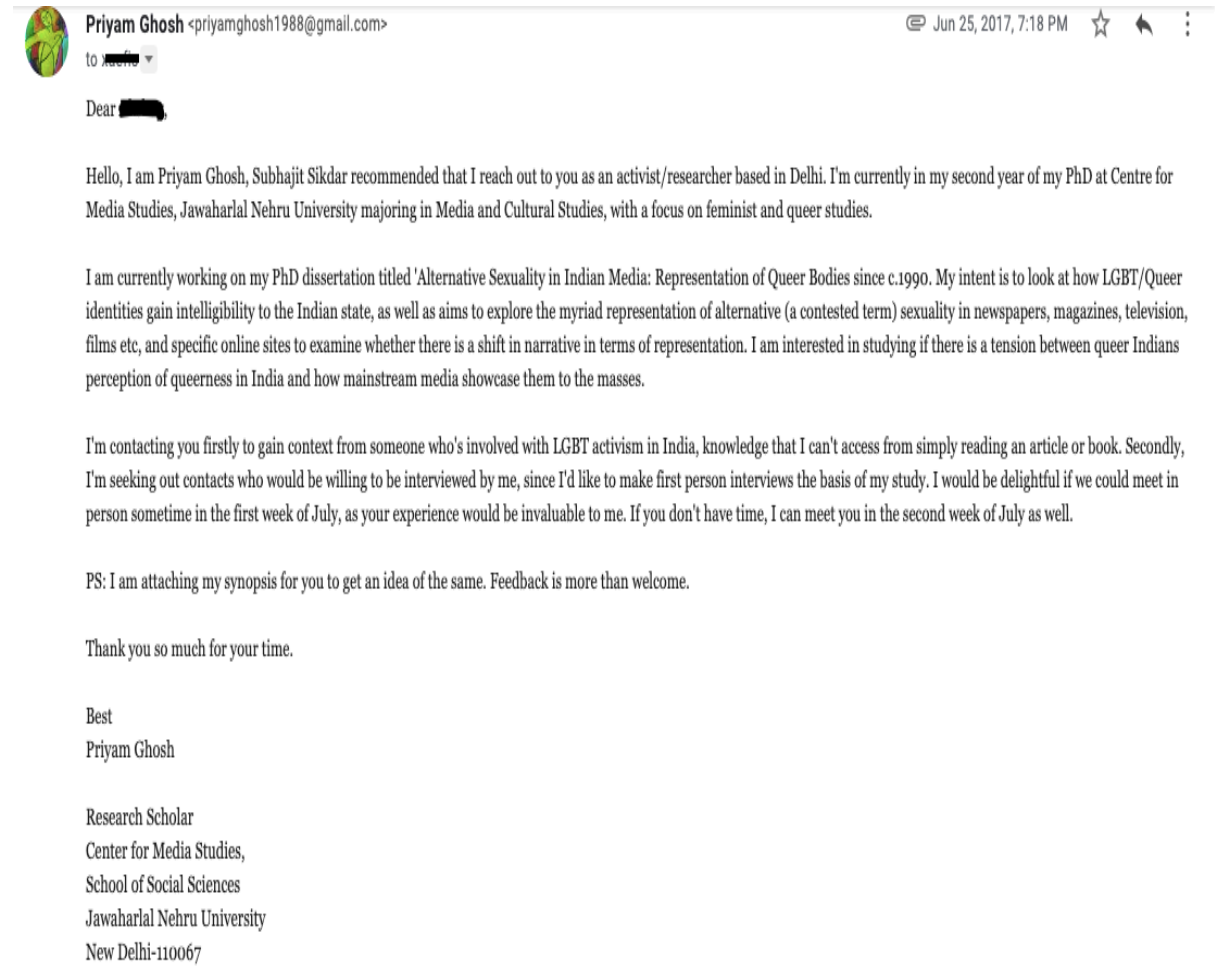 Priyam Ghosh <priyamghosh1988@gmail.com>
Jun 25, 2017, 7:18 PM
to
Dear
Hello, I am Priyam Ghosh, Subhajit Sikdar recommended that I reach out to you as an activist/researcher based in Delhi. I'm currently in my second year of my PhD at Centre for
Media Studies, Jawaharlal Nehru University majoring in Media and Cultural Studies, with a focus on feminist and queer studies.
I am currently working on my PhD dissertation titled 'Alternative Sexuality in Indian Media: Representation of Queer Bodies since c.1990. My intent is to look at how LGBT/Queer
identities gain intelligibility to the Indian state, as well as aims to explore the myriad representation of alternative (a contested term) sexuality in newspapers, magazines, television,
films etc, and specific online sites to examine whether there is a shift in narrative in terms of representation. I am interested in studying if there is a tension between queer Indians
perception of queerness in India and how mainstream media showcase them to the masses.
I'm contacting you firstly to gain context from someone who's involved with LGBT activism in India, knowledge that I can't access from simply reading an article or book. Secondly,
I'm seeking out contacts who would be willing to be interviewed by me, since I'd like to make first person interviews the basis of my study. I would be delightful if we could meet in
person sometime in the first week of July, as your experience would be invaluable to me. If you don't have time, I can meet you in the second week of July as well.
PS: I am attaching my synopsis for you to get an idea of the same. Feedback is more than welcome.
Thank you so much for your time.
Best
Priyam Ghosh
Research Scholar
Center for Media Studies,
School of Social Sciences
Jawaharlal Nehru University
New Delhi-110067